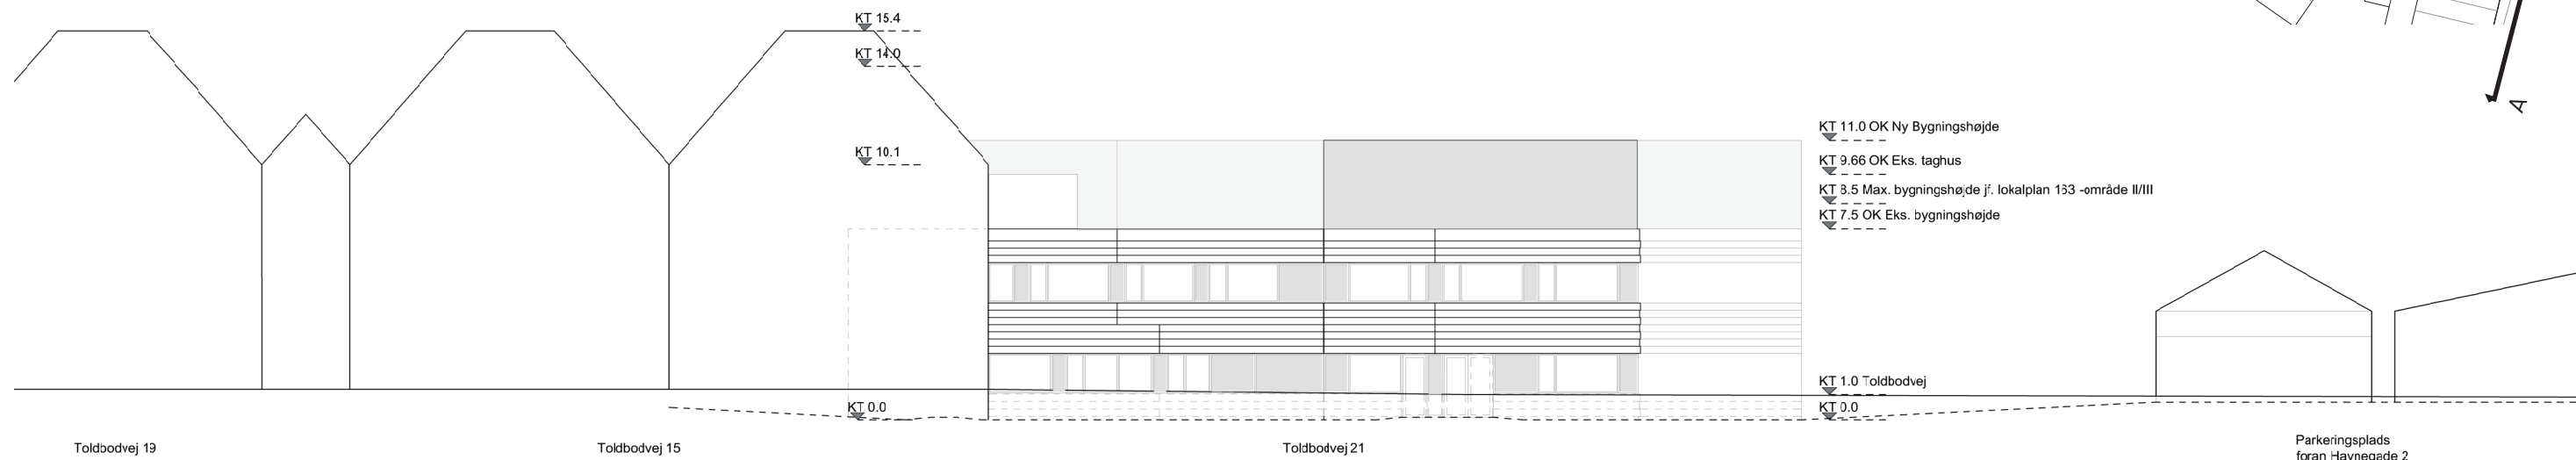 KT 15.4
KT 14.0
KT 10.1
KT 0.0
A
KT 11.0 OK Ny Bygningshøjde
KT 9.66 OK Eks. taghus
KT 8.5 Max. bygningshøjde jf. lokalplan 163 -område II/III
KT 7.5 OK Eks. bygningshøjde
KT 1.0 Toldbodvej
KT 0.0
Toldbodvej 19
Toldbodvej 15
Toldbodvej 21
Parkeringsplads
foran Havnegade 2